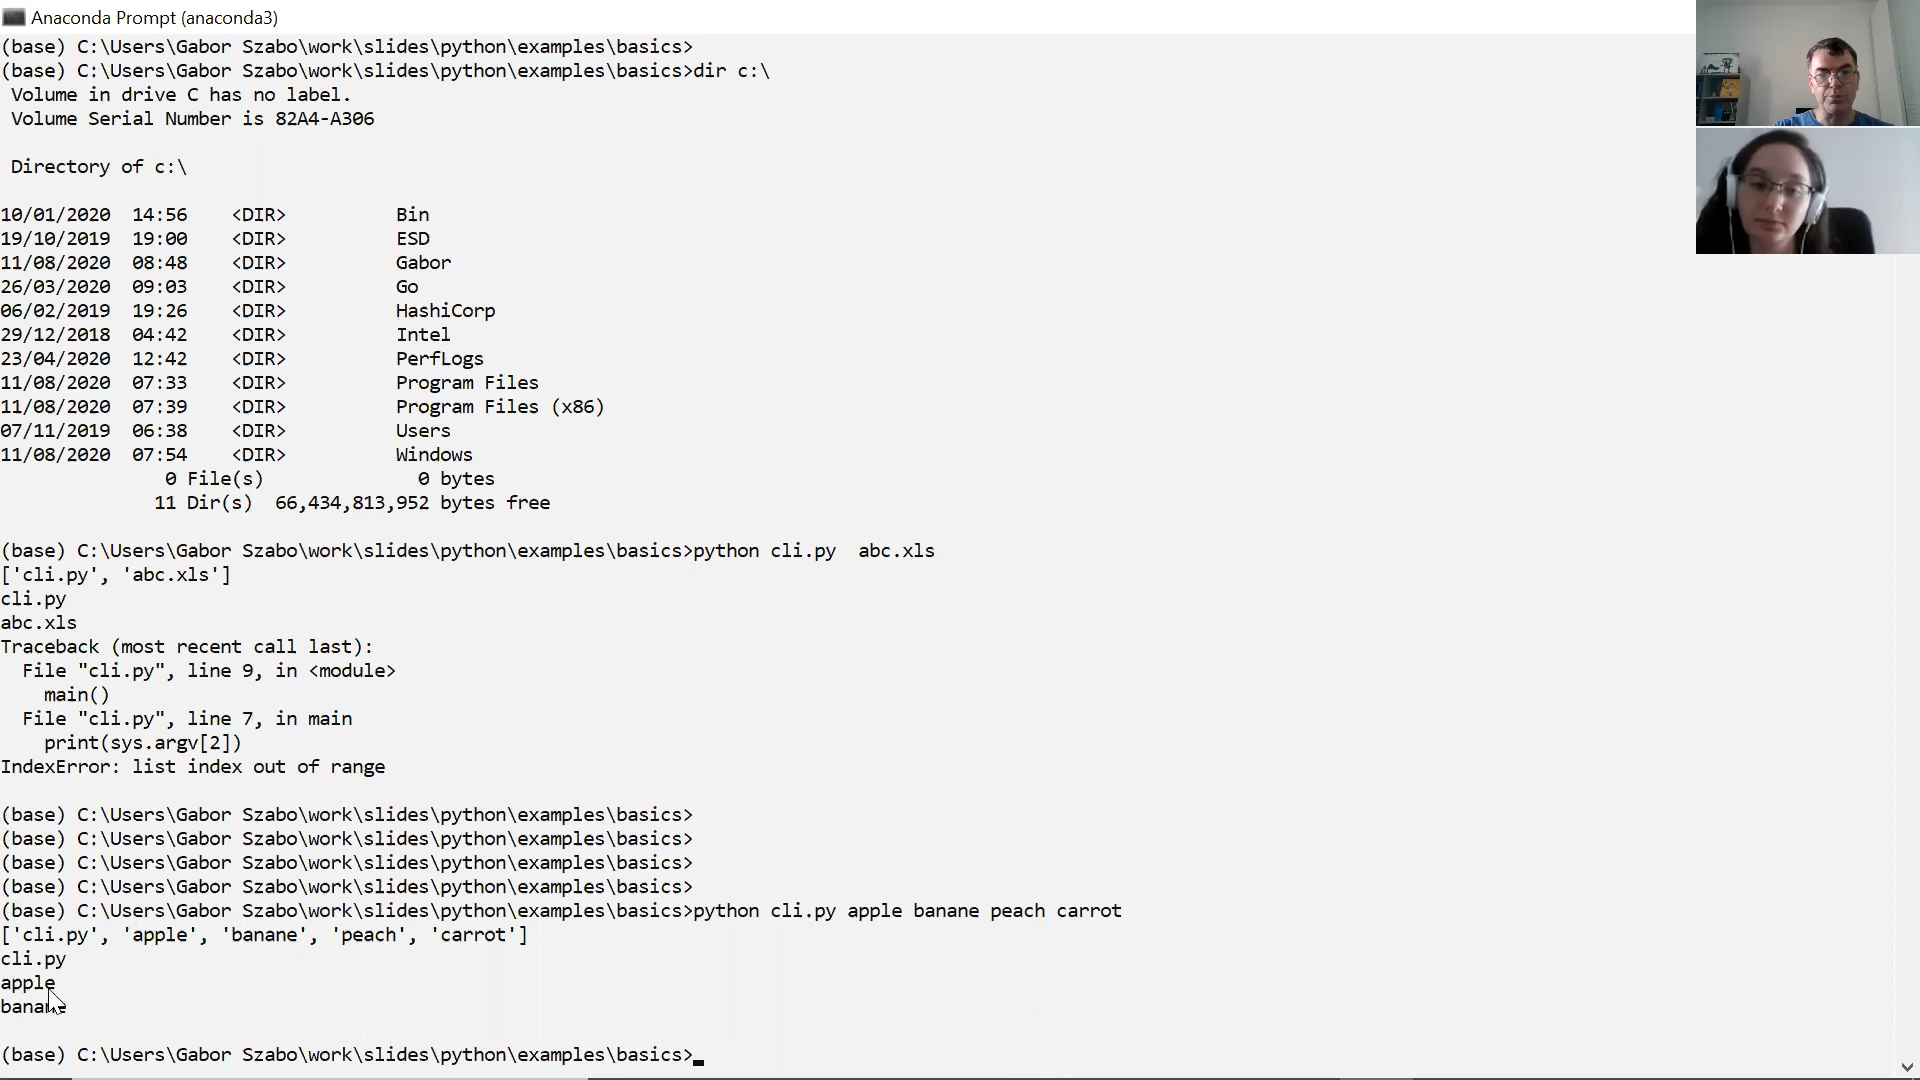 Anaconda Prompt (anaconda3)
(base) C:\Users\Gabor Szabo\work\slides\python\examples\basics>
(base) C:\Users\Gabor Szabo\work\slides\python\examples\basics>dir c:\
 Volume in drive C has no label.
 Volume Serial Number is 82A4-A306
 Directory of c:\
10/01/2020  14:56    <DIR>          Bin
19/10/2019  19:00    <DIR>          ESD
11/08/2020  08:48    <DIR>          Gabor
26/03/2020  09:03    <DIR>          Go
06/02/2019  19:26    <DIR>          HashiCorp
29/12/2018  04:42    <DIR>          Intel
23/04/2020  12:42    <DIR>          PerfLogs
11/08/2020  07:33    <DIR>          Program Files
11/08/2020  07:39    <DIR>          Program Files (x86)
07/11/2019  06:38    <DIR>          Users
11/08/2020  07:54    <DIR>          Windows
               0 File(s)              0 bytes
              11 Dir(s)  66,434,813,952 bytes free
(base) C:\Users\Gabor Szabo\work\slides\python\examples\basics>python cli.py  abc.xls
['cli.py', 'abc.xls']
cli.py
abc.xls
Traceback (most recent call last):
  File "cli.py", line 9, in <module>
    main()
  File "cli.py", line 7, in main
    print(sys.argv[2])
IndexError: list index out of range
(base) C:\Users\Gabor Szabo\work\slides\python\examples\basics>
(base) C:\Users\Gabor Szabo\work\slides\python\examples\basics>
(base) C:\Users\Gabor Szabo\work\slides\python\examples\basics>
(base) C:\Users\Gabor Szabo\work\slides\python\examples\basics>
(base) C:\Users\Gabor Szabo\work\slides\python\examples\basics>python cli.py apple banane peach carrot
['cli.py', 'apple', 'banane', 'peach', 'carrot']
cli.py
apple
banane
(base) C:\Users\Gabor Szabo\work\slides\python\examples\basics>